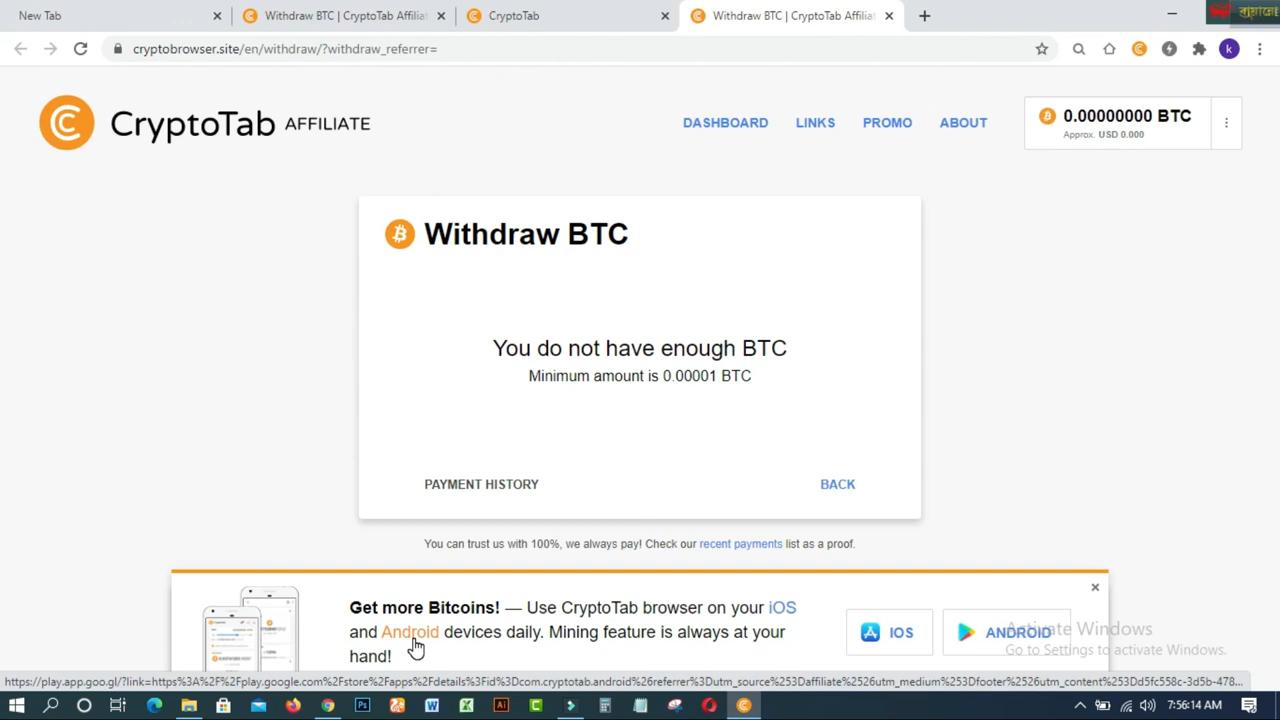 New Tab
Withdraw BTC | CryptoTab Affilia
CryptoTab
Withdraw BTC | CryptoTab Affilia
cryptobrowser.site/en/withdraw/?withdraw_referrer=
k
CryptoTab AFFILIATE
DASHBOARD
LINKS
PROMO
ABOUT
0.00000000 BTC
Approx. USD 0.000
Withdraw BTC
You do not have enough BTC
Minimum amount is 0.00001 BTC
PAYMENT HISTORY
BACK
You can trust us with 100%, we always pay! Check our recent payments list as a proof.
Get more Bitcoins! — Use CryptoTab browser on your iOS
and Android devices daily. Mining feature is always at your
hand!
IOS
ANDROID
Activate Windows
Go to Settings to activate Windows.
https://play.app.goo.gl/?link=https%3A%2F%2Fplay.google.com%2Fstore%2Fapps%2Fdetails%3Fid%3Dcom.cryptotab.android%26referrer%3Dutm_source%253Daffiliate%2526utm_medium%253Dfooter%2526utm_content%253Dd5fc558c-3d5b-478...
7:56:14 AM